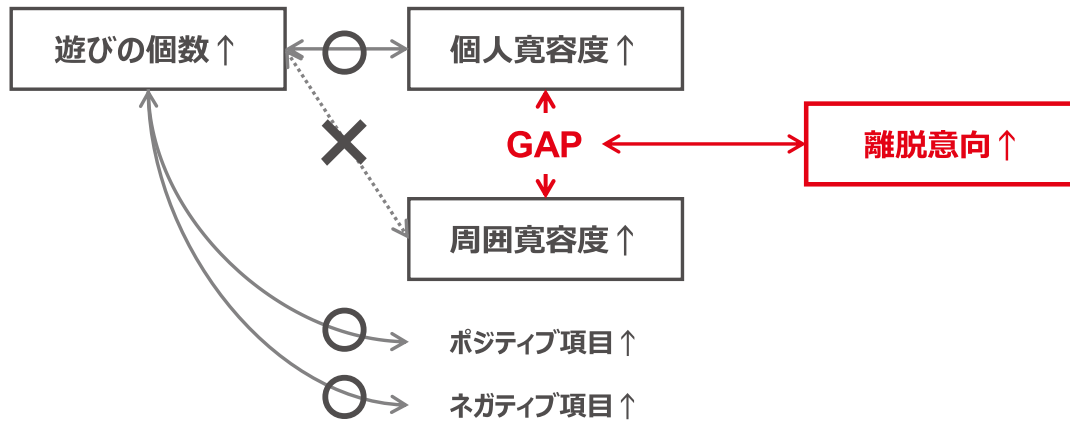 遊びの個数↑
個人寛容度↑
GAP
離脱意向↑
周囲寛容度↑
ポジティブ項目↑
ネガティブ項目↑